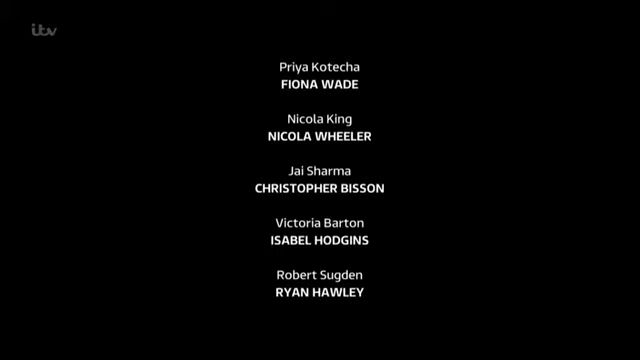 itv
Priya Kotecha
FIONA WADE
Nicola King
NICOLA WHEELER
Jai Sharma
CHRISTOPHER BISSON
Victoria Barton
ISABEL HODGINS
Robert Sugden
RYAN HAWLEY